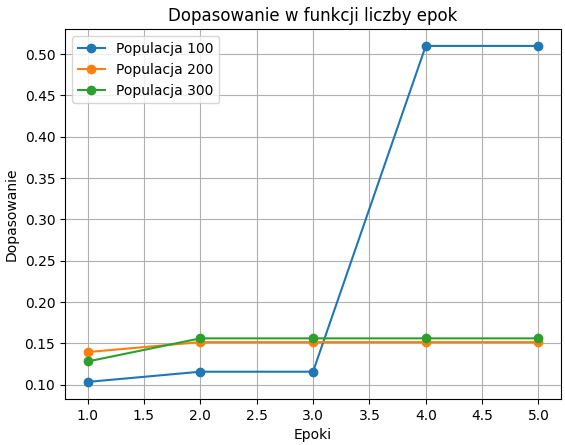 Dopasowanie w funkcji liczby epok
Populacja 100
Populacja 200
Populacja 300
Dopasowanie
0.50
0.45
0.40
0.35
0.30
0.25
0.20
0.15
0.10
1.0 1.5 2.0 2.5 3.0 3.5 4.0 4.5 5.0
Epoki